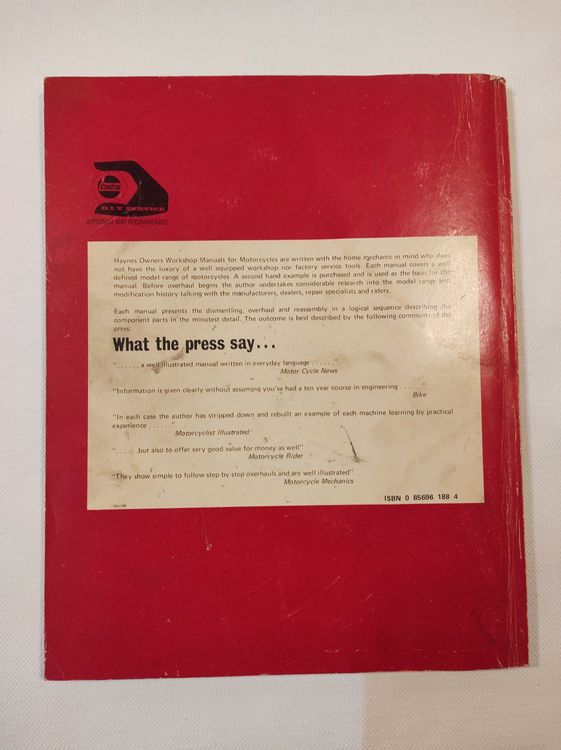 Castrol
D.I.Y. SERVICE
APPROVED AND RECOMMENDED
Haynes Owners Workshop Manuals for Motorcycles are written with the home mechanic in mind who does
not have the luxury of a well equipped workshop nor factory service tools. Each manual covers a well
defined model range of motorcycles. A second hand example is purchased and is used as the basis for the
manual. Before overhaul begins the author undertakes considerable research into the model range and
modification history talking with the manufacturers, dealers, repair specialists and riders.
Each manual presents the dismantling, overhaul and reassembly in a logical sequence describing the
component parts in the minutest detail. The outcome is best described by the following comments of the
press:
What the press say...
"......a well illustrated manual written in everyday language ......"
Motor Cycle News
"Information is given clearly without assuming you've had a ten year course in engineering ......."
Bike
"In each case the author has stripped down and rebuilt an example of each machine learning by practical
experience ......"
Motorcyclist Illustrated
"......but also to offer very good value for money as well"
Motorcycle Rider
"They show simple to follow step by step overhauls and are well illustrated"
Motorcycle Mechanics
ISBN 0 85696 188 4